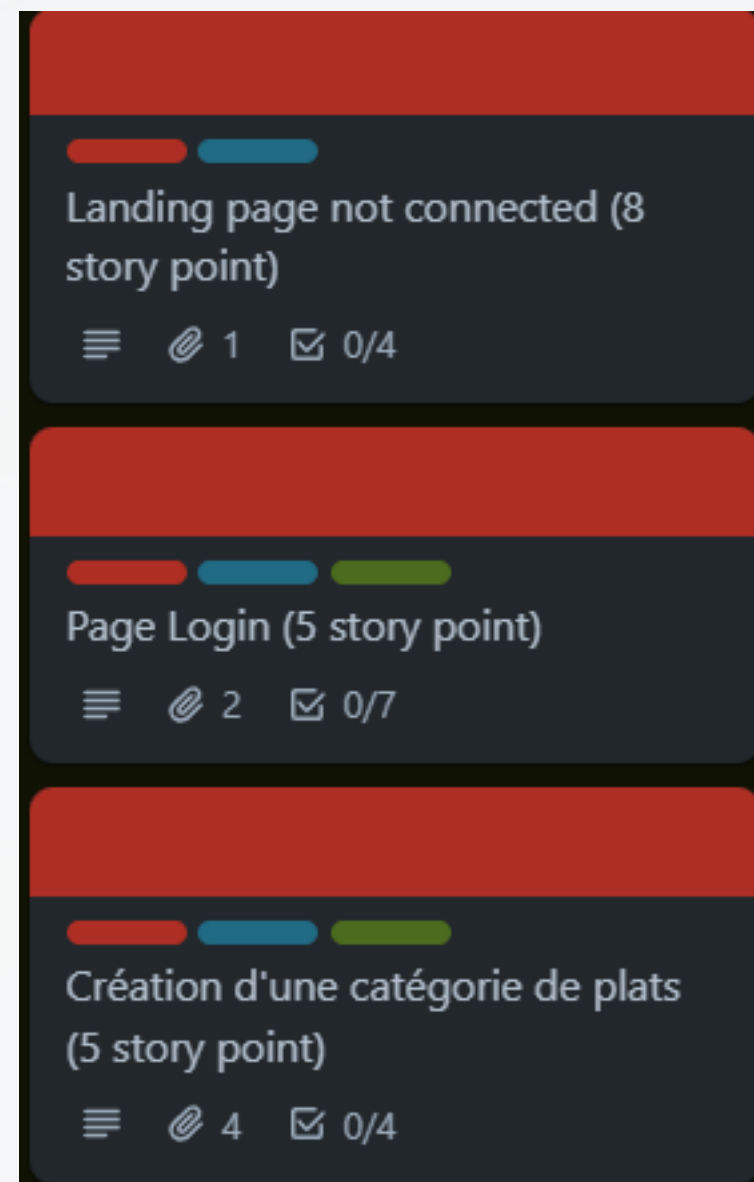 Landing page not connected (8
story point)
1 0/4
Page Login (5 story point)
2 0/7
Création d'une catégorie de plats
(5 story point)
4 0/4